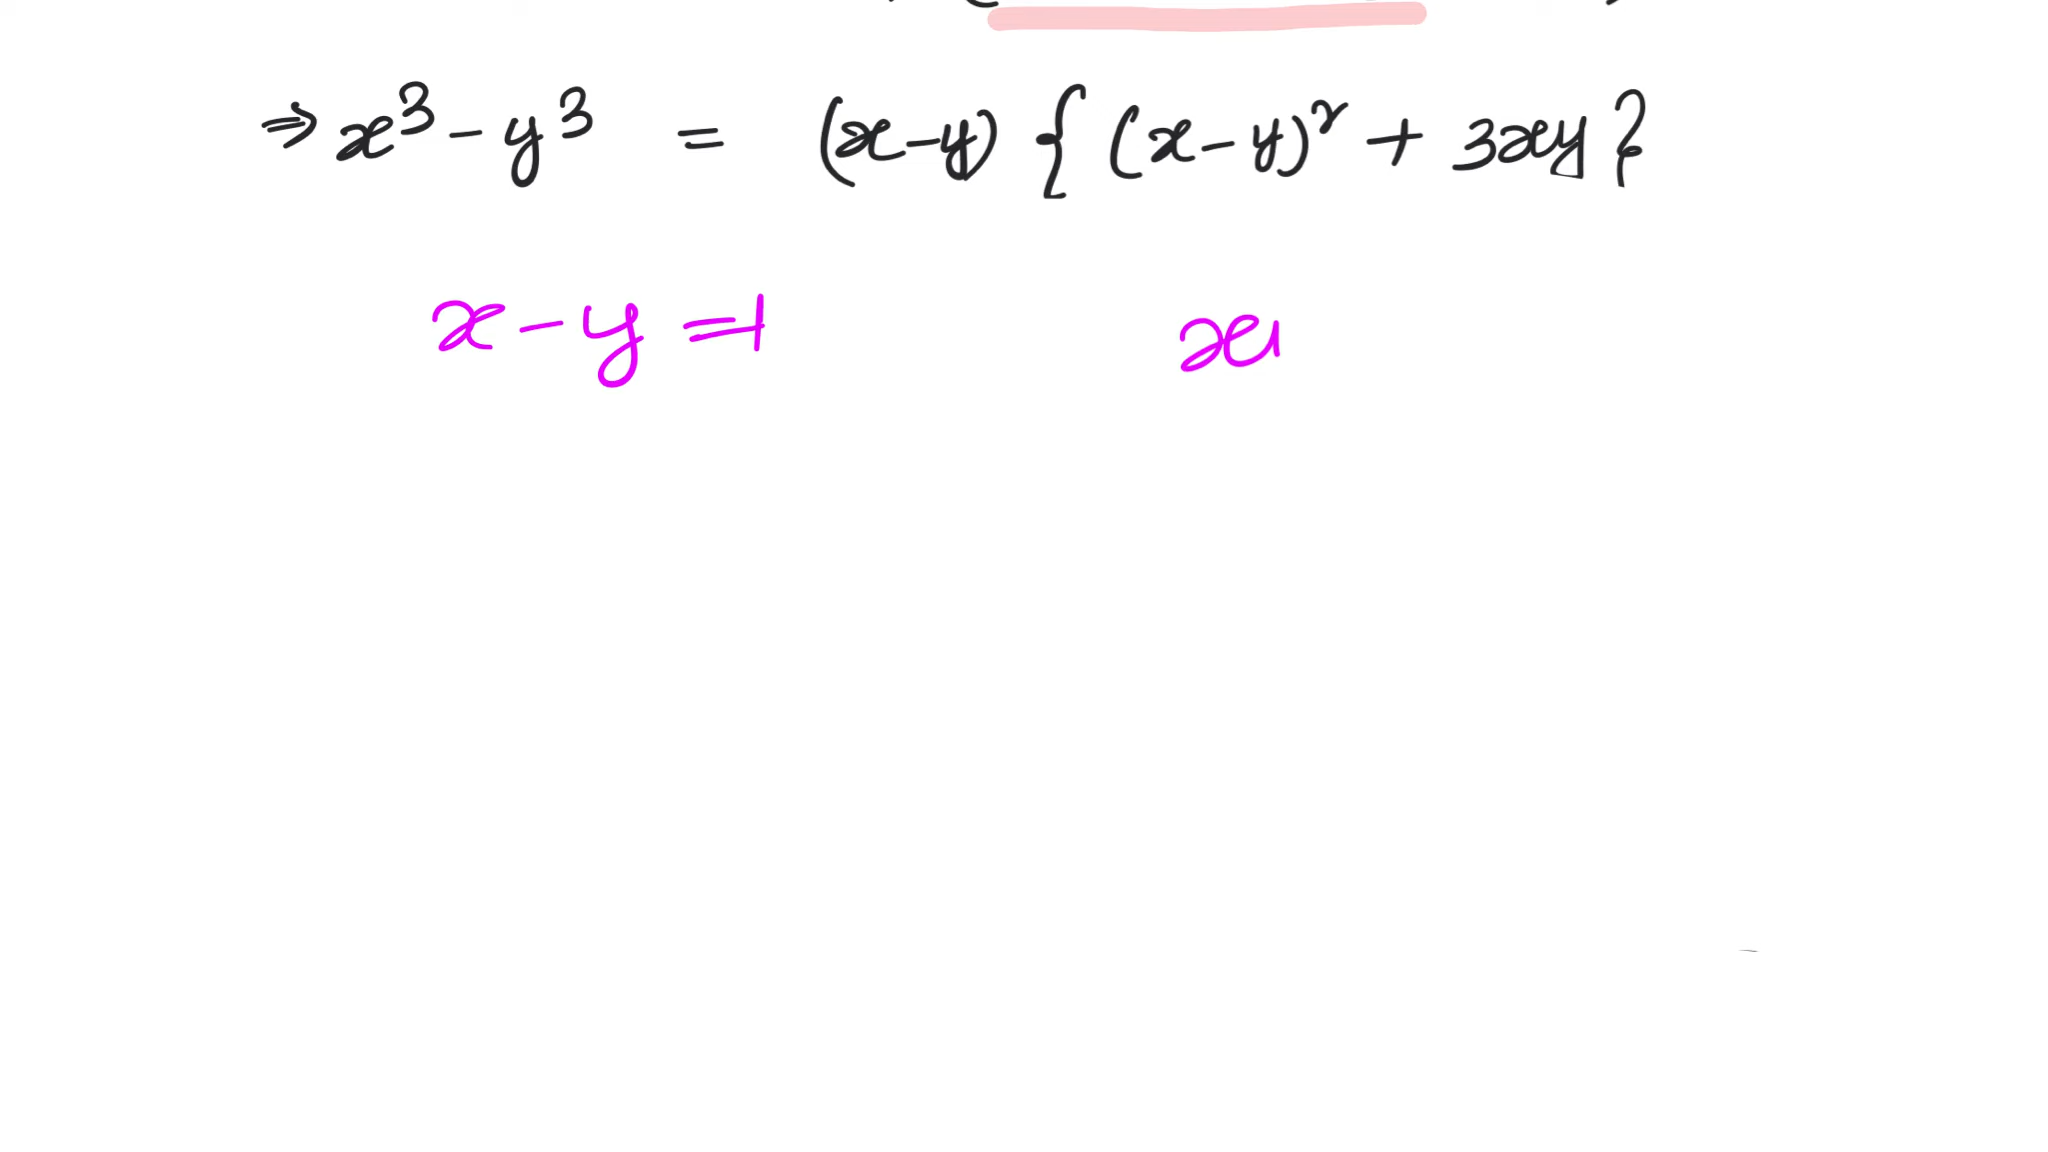 ⇒ x³ - y³ = (x-y) { (x-y)² + 3xy }
x - y = 1